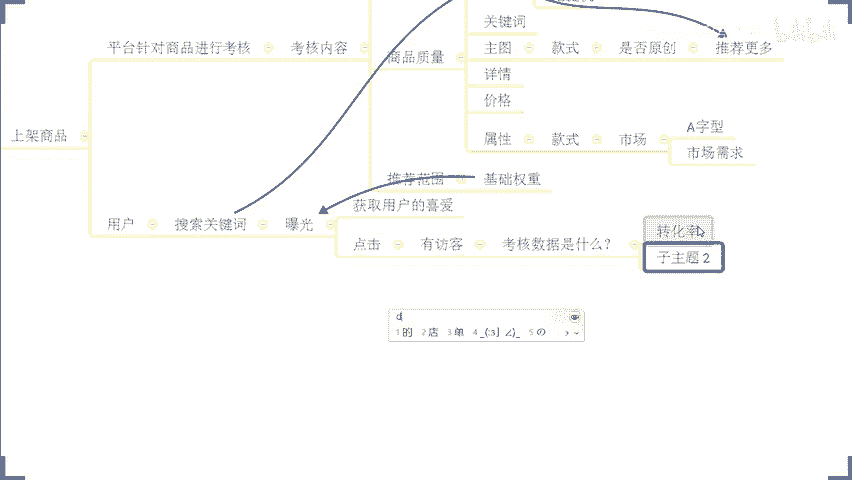 关键词
平台针对商品进行考核 考核内容
商品质量
主图 款式 是否原创 推荐更多
详情
价格
上架商品
属性 款式 市场
A字型
市场需求
推荐范围 基础权重
获取用户的喜爱
用户 搜索关键词 曝光
点击 有访客 考核数据是什么?
转化率
子主题 2
d
1的 2店 3单 4_(:3」∠)_ 5の